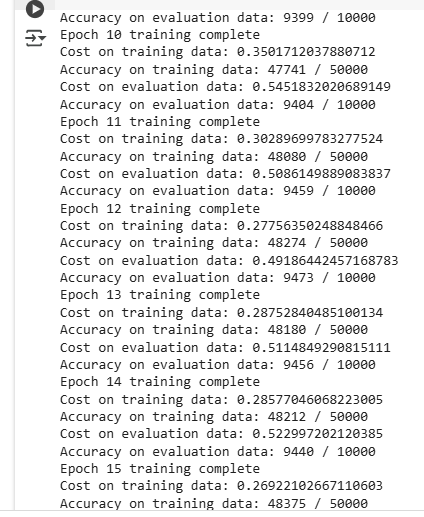 Accuracy on evaluation data: 9399 / 10000
Epoch 10 training complete
Cost on training data: 0.3501712037880712
Accuracy on training data: 47741 / 50000
Cost on evaluation data: 0.5451832020689149
Accuracy on evaluation data: 9404 / 10000
Epoch 11 training complete
Cost on training data: 0.30289699783277524
Accuracy on training data: 48080 / 50000
Cost on evaluation data: 0.5086149889083837
Accuracy on evaluation data: 9459 / 10000
Epoch 12 training complete
Cost on training data: 0.27756350248848466
Accuracy on training data: 48274 / 50000
Cost on evaluation data: 0.49186442457168783
Accuracy on evaluation data: 9473 / 10000
Epoch 13 training complete
Cost on training data: 0.28752840485100134
Accuracy on training data: 48180 / 50000
Cost on evaluation data: 0.5114849290815111
Accuracy on evaluation data: 9456 / 10000
Epoch 14 training complete
Cost on training data: 0.28577046068223005
Accuracy on training data: 48212 / 50000
Cost on evaluation data: 0.522997202120385
Accuracy on evaluation data: 9440 / 10000
Epoch 15 training complete
Cost on training data: 0.26922102667110603
Accuracy on training data: 48375 / 50000